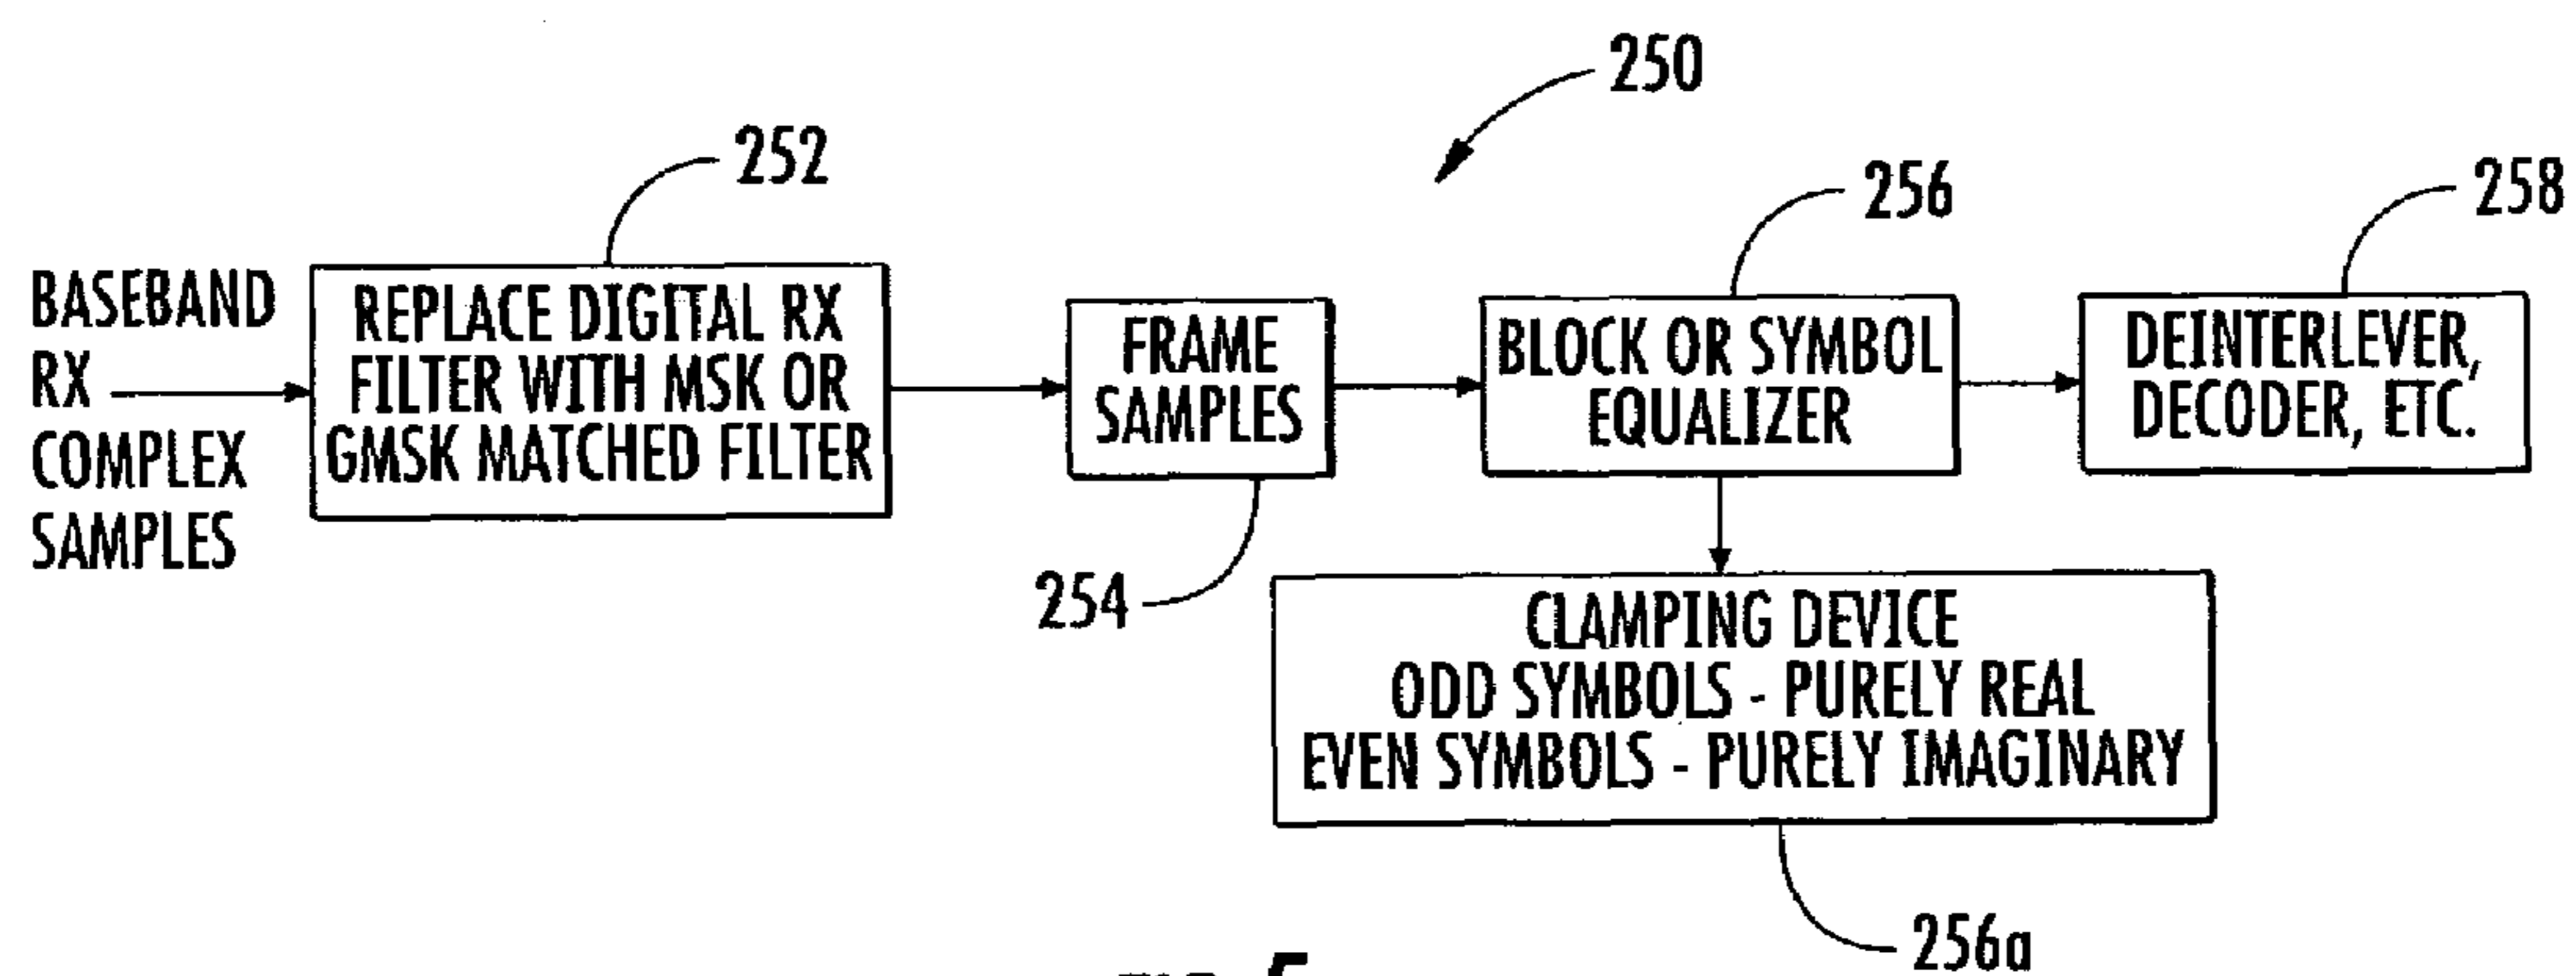 250
252
256
258
BASEBAND
RX
COMPLEX
SAMPLES
REPLACE DIGITAL RX
FILTER WITH MSK OR
GMSK MATCHED FILTER
FRAME
SAMPLES
BLOCK OR SYMBOL
EQUALIZER
DEINTERLEVER,
DECODER, ETC.
254
CLAMPING DEVICE
ODD SYMBOLS - PURELY REAL
EVEN SYMBOLS - PURELY IMAGINARY
256a